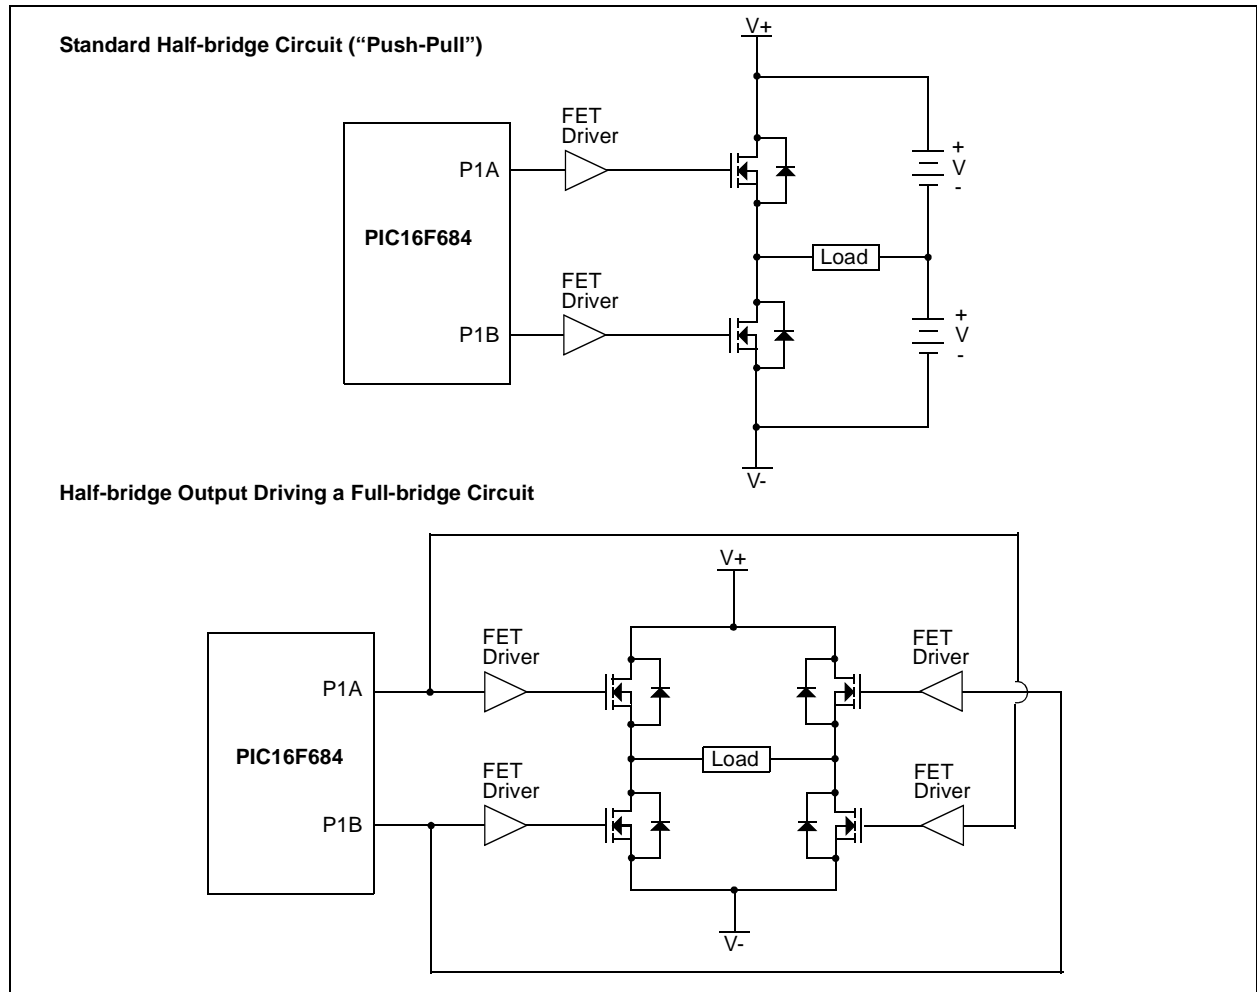 Standard Half-bridge Circuit (“Push-Pull”)
V+
FET
Driver
P1A
+
V
-
PIC16F684
Load
FET
Driver
P1B
+
V
-
V-
Half-bridge Output Driving a Full-bridge Circuit
V+
FET
Driver
FET
Driver
P1A
PIC16F684
Load
FET
Driver
FET
Driver
P1B
V-